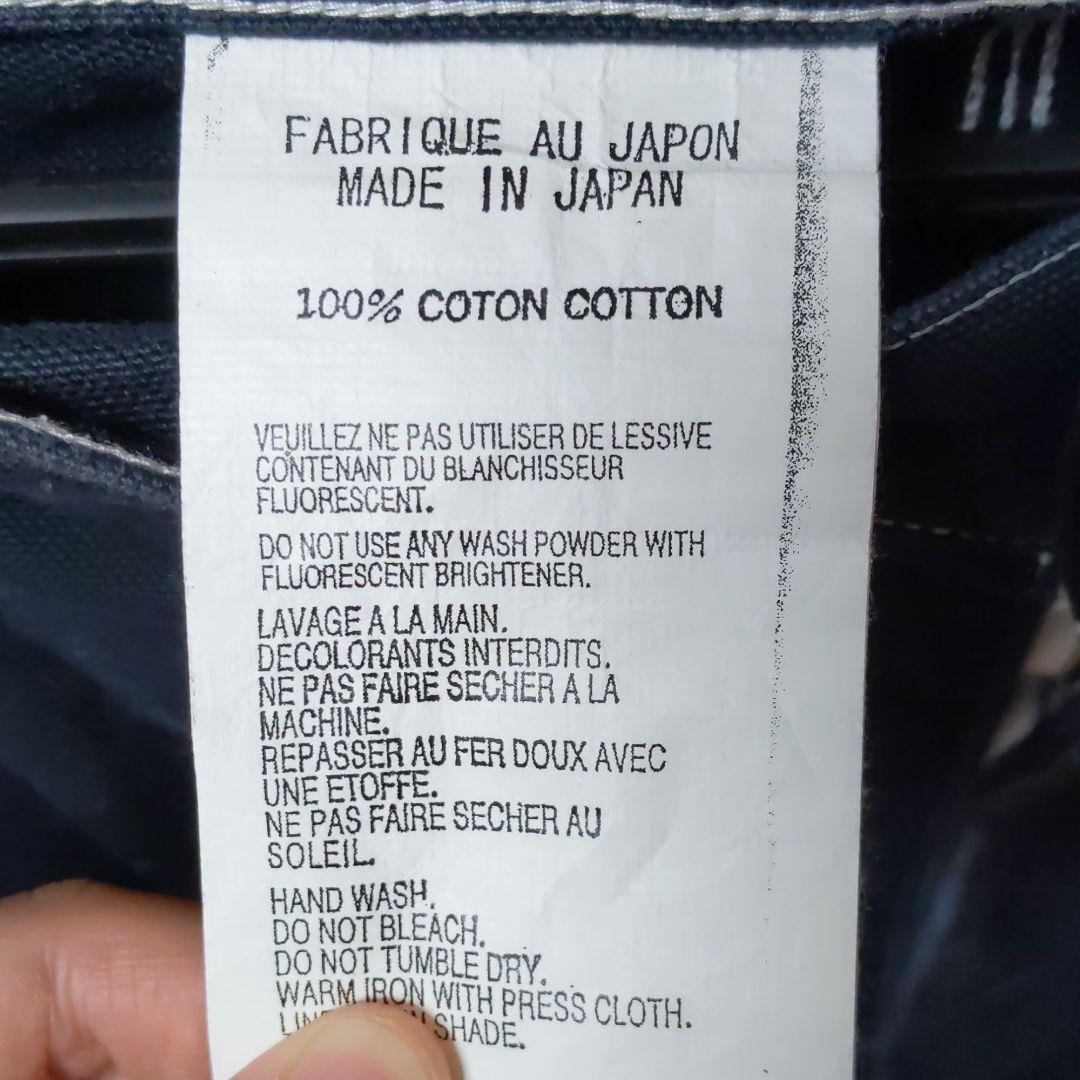 FABRIQUE AU JAPON
MADE IN JAPAN
100% COTON COTTON
VEUILLEZ NE PAS UTILISER DE LESSIVE
CONTENANT DU BLANCHISSEUR
FLUORESCENT.
DO NOT USE ANY WASH POWDER WITH
FLUORESCENT BRIGHTENER.
LAVAGE A LA MAIN.
DECOLORANTS INTERDITS.
NE PAS FAIRE SECHER A LA
MACHINE.
REPASSER AU FER DOUX AVEC
UNE ETOFFE.
NE PAS FAIRE SECHER AU
SOLEIL.
HAND WASH.
DO NOT BLEACH.
DO NOT TUMBLE DRY.
WARM IRON WITH PRESS CLOTH.
SHADE.